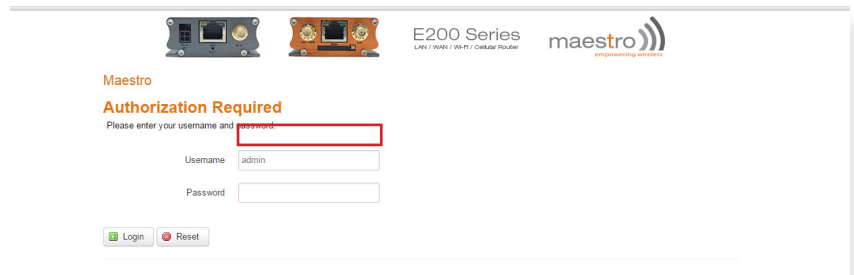 E200 Series
LAN / WAN / Wi-Fi / Cellular Router
maestro
empowering wireless
Maestro
Authorization Required
Please enter your username and password.
Username admin
Password
Login Reset